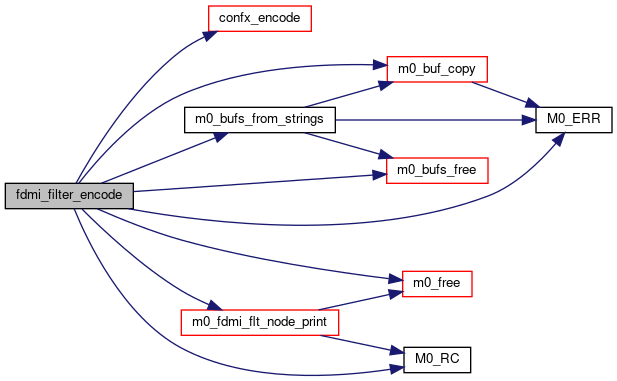 confx_encode
m0_buf_copy
m0_bufs_from_strings
M0_ERR
m0_bufs_free
fdmi_filter_encode
m0_free
m0_fdmi_flt_node_print
M0_RC